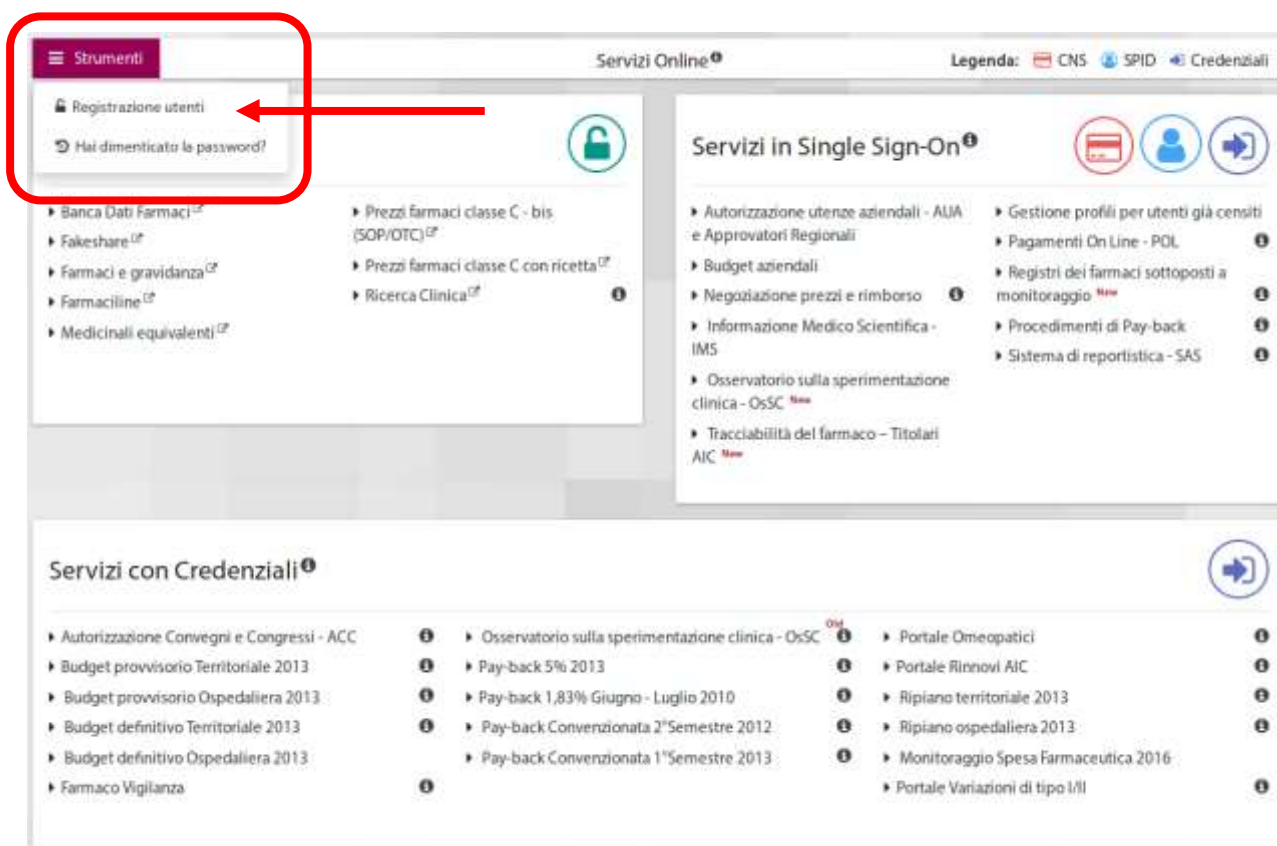 Strumenti
Servizi Online
Legenda: CNS SPID Credenziali
Registrazione utenti
Hai dimenticato la password?
Banca Dati Farmaci
Fakeshare
Farmaci e gravidanza
Farmaciline
Medicinali equivalenti
Prezzi farmaci classe C - bis
(SOP/OTC)
Prezzi farmaci classe C con ricetta
Ricerca Clinica
Servizi in Single Sign-On
Autorizzazione utenze aziendali - AUA
e Approvatori Regionali
Budget aziendali
Negoziazione prezzi e rimborso
Informazione Medico Scientifica -
IMS
Osservatorio sulla sperimentazione
clinica - OsSC New
Tracciabilità del farmaco – Titolari
AIC New
Gestione profili per utenti già censiti
Pagamenti On Line - POL
Registri dei farmaci sottoposti a
monitoraggio New
Procedimenti di Pay-back
Sistema di reportistica - SAS
Servizi con Credenziali
Autorizzazione Convegni e Congressi - ACC
Budget provvisorio Territoriale 2013
Budget provvisorio Ospedaliera 2013
Budget definitivo Territoriale 2013
Budget definitivo Ospedaliera 2013
Farmaco Vigilanza
Osservatorio sulla sperimentazione clinica - OsSC Old
Pay-back 5% 2013
Pay-back 1,83% Giugno - Luglio 2010
Pay-back Convenzionata 2°Semestre 2012
Pay-back Convenzionata 1°Semestre 2013
Portale Omeopatici
Portale Rinnovi AIC
Ripiano territoriale 2013
Ripiano ospedaliera 2013
Monitoraggio Spesa Farmaceutica 2016
Portale Variazioni di tipo I/II